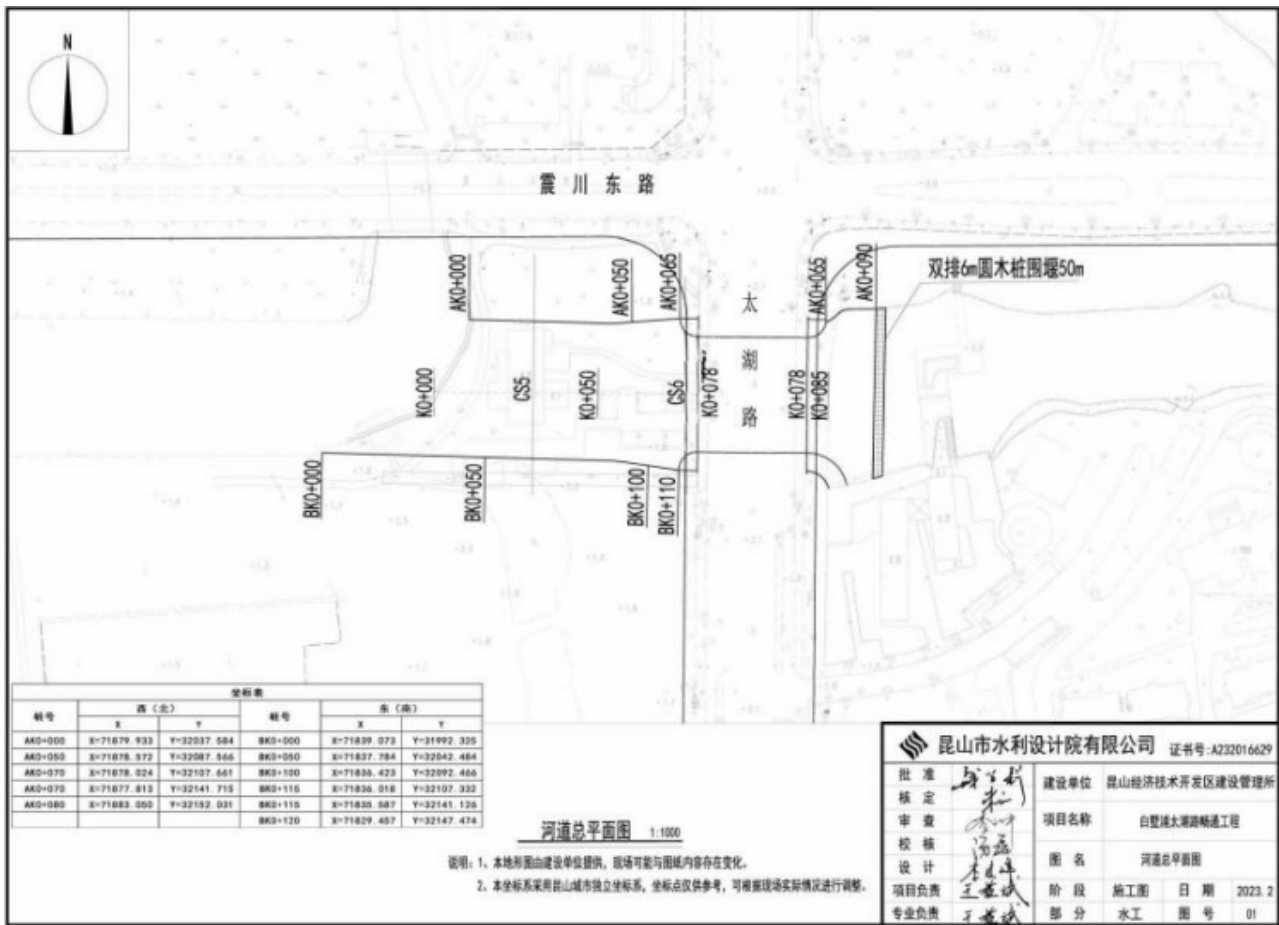 N
震川东路
AK0+000
AK0+050
AK0+065
AK0+065
AK0+090
双排6m圆木桩围堰50m
太湖路
K0+000
CS5
K0+050
CS6
K0+078
K0+078
K0+085
BK0+000
BK0+050
BK0+100
BK0+110
坐标表
桩号 西（北） 桩号 东（南）
X Y X Y
AK0+000 X=71879.933 Y=32037.584 BK0+000 X=71839.073 Y=31992.325
AK0+050 X=71878.572 Y=32087.566 BK0+050 X=71837.784 Y=32042.484
AK0+070 X=71878.024 Y=32107.661 BK0+100 X=71836.423 Y=32092.466
AK0+070 X=71877.813 Y=32141.715 BK0+115 X=71836.018 Y=32107.332
AK0+080 X=71883.050 Y=32152.031 BK0+115 X=71835.587 Y=32141.126
BK0+120 X=71829.457 Y=32147.474
河道总平面图 1:1000
说明：1、本地形图由建设单位提供，现场可能与图纸内容存在变化。
2、本坐标系采用昆山城市独立坐标系，坐标点仅供参考，可根据现场实际情况进行调整。
昆山市水利设计院有限公司 证书号:A232016629
批准 建设单位 昆山经济技术开发区建设管理所
核定
审查 项目名称 白墅浦太湖路畅通工程
校核
设计 图名 河道总平面图
项目负责 阶段 施工图 日期 2023.2
专业负责 部分 水工 图号 01